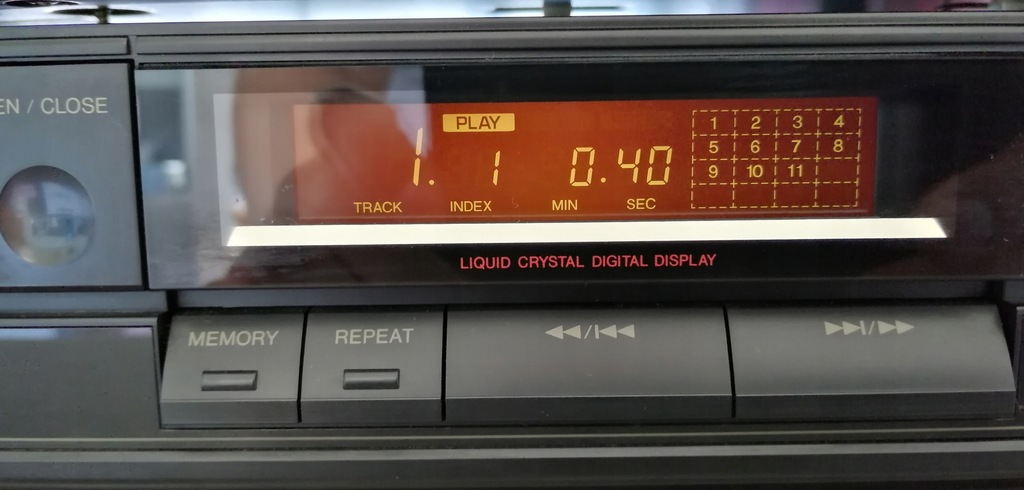 EN / CLOSE
PLAY
1. 1 0.40
TRACK INDEX MIN SEC
1 2 3 4
5 6 7 8
9 10 11
LIQUID CRYSTAL DIGITAL DISPLAY
MEMORY REPEAT